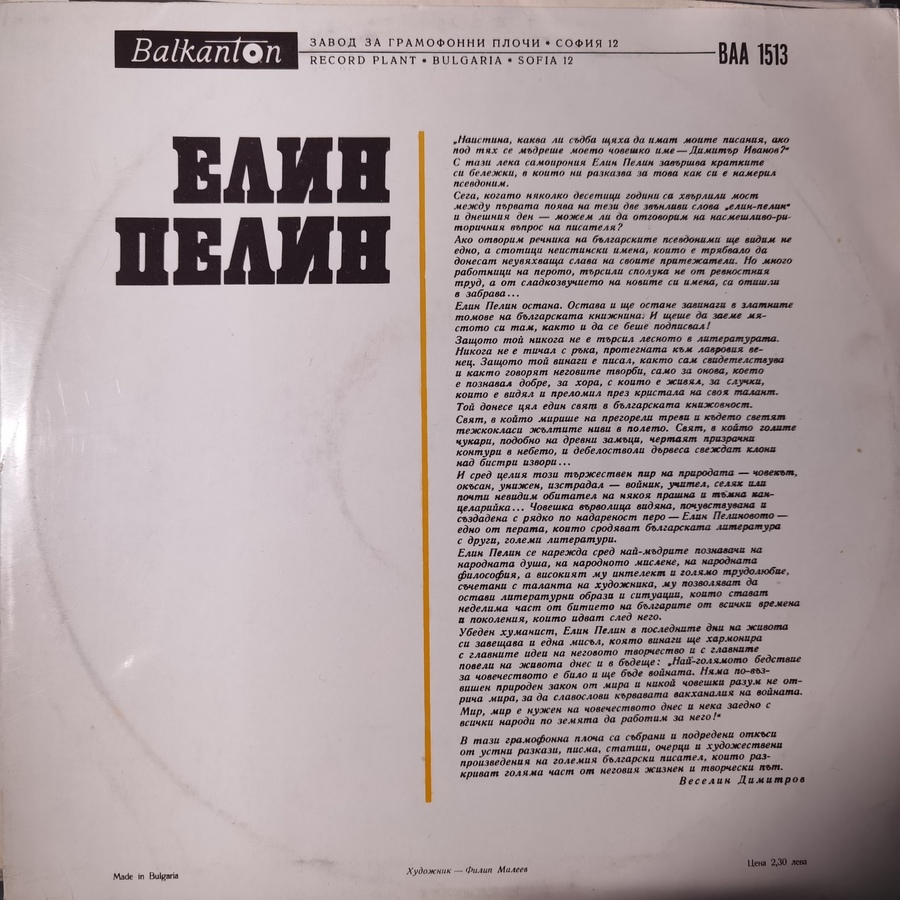 Balkanton
ЗАВОД ЗА ГРАМОФОННИ ПЛОЧИ • СОФИЯ 12
RECORD PLANT • BULGARIA • SOFIA 12
ВАА 1513
ЕЛИН
ПЕЛИН
„Наистина, каква ли съдба щяха да имат моите писания, ако
под тях се мъдреше моето човешко име — Димитър Иванов?“
С тази лека самоирония Елин Пелин завършва кратките
си бележки, в които ни разказва за това как си е намерил
псевдоним.
Сега, когато няколко десетици години са хвърлили мост
между първата поява на тези две звънливи слова „елин-пелин“
и днешния ден — можем ли да отговорим на насмешливо-ри-
торичния въпрос на писателя?
Ако отворим речника на българските псевдоними ще видим не
едно, а стотици неистински имена, които е трябвало да
донесат неувяхваща слава на своите притежатели. Но много
работници на перото, търсили сполука не от ревностния
труд, а от сладкозвучието на новите си имена, са отишли
в забрава...
Елин Пелин остана. Остава и ще остане завинаги в златните
томове на българската книжнина: И щеше да заеме мя-
стото си там, както и да се беше подписвал!
Защото той никога не е търсил лесното в литературата.
Никога не е тичал с ръка, протегната към лавровия ве-
нец. Защото той винаги е писал, както сам свидетелствува
и както говорят неговите творби, само за онова, което
е познавал добре, за хора, с които е живял, за случки,
които е видял и преломил през кристала на своя талант.
Той донесе цял един свят в българската книжовност.
Свят, в който мирише на прегорели треви и където светят
тежкокласи жълтите ниви в полето. Свят, в който голите
чукари, подобно на древни замъци, чертаят призрачни
контури в небето, и дебелостволи дървеса свеждат клони
над бистри извори...
И сред целия този тържествен пир на природата — човекът,
окъсан, унижен, изстрадал — войник, учител, селяк или
почти невидим обитател на някоя прашна и тъмна кан-
целарийка... Човешка върволица видяна, почувствувана и
създадена с рядко по надареност перо — Елин Пелиновото —
едно от перата, които сродяват българската литература
с други, големи литератури.
Елин Пелин се нарежда сред най-мъдрите познавачи на
народната душа, на народното мислене, на народната
философия, а високият му интелект и голямо трудолюбие,
съчетани с таланта на художника, му позволяват да
остави литературни образи и ситуации, които стават
неделима част от битието на българите от всички времена
и поколения, които идват след него.
Убеден хуманист, Елин Пелин в последните дни на живота
си завещава и една мисъл, която винаги ще хармонира
с главните идеи на неговото творчество и с главните
повели на живота днес и в бъдеще: „Най-голямото бедствие
за човечеството е било и ще бъде войната. Няма по-въз-
вишен природен закон от мира и никой човешки разум не от-
рича мира, за да славослови кървавата вакханалия на войната.
Мир, мир е нужен на човечеството днес и нека заедно с
всички народи по земята да работим за него!“
В тази грамофонна плоча са събрани и подредени откъси
от устни разкази, писма, статии, очерци и художествени
произведения на големия български писател, които раз-
криват голяма част от неговия жизнен и творчески път.
Веселин Димитров
Made in Bulgaria
Художник — Филип Малеев
Цена 2,30 лева